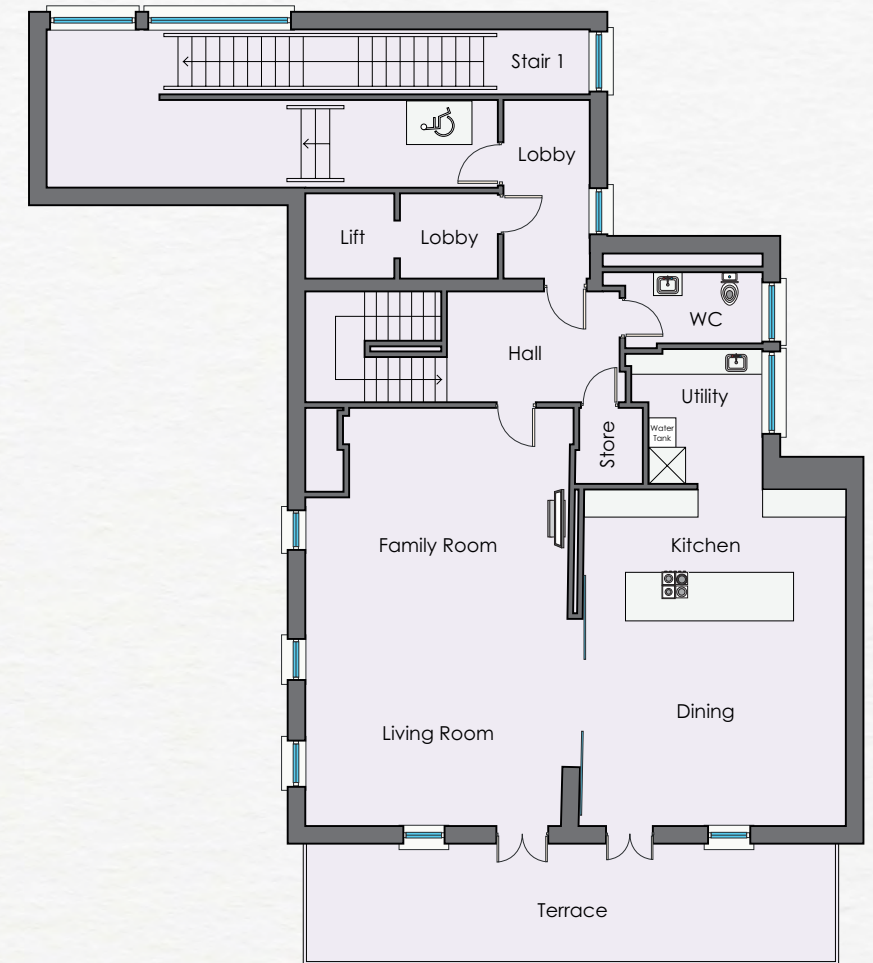 Stair 1
Lobby
Lift
Lobby
WC
Hall
Utility
Water
Tank
Store
Family Room
Kitchen
Dining
Living Room
Terrace